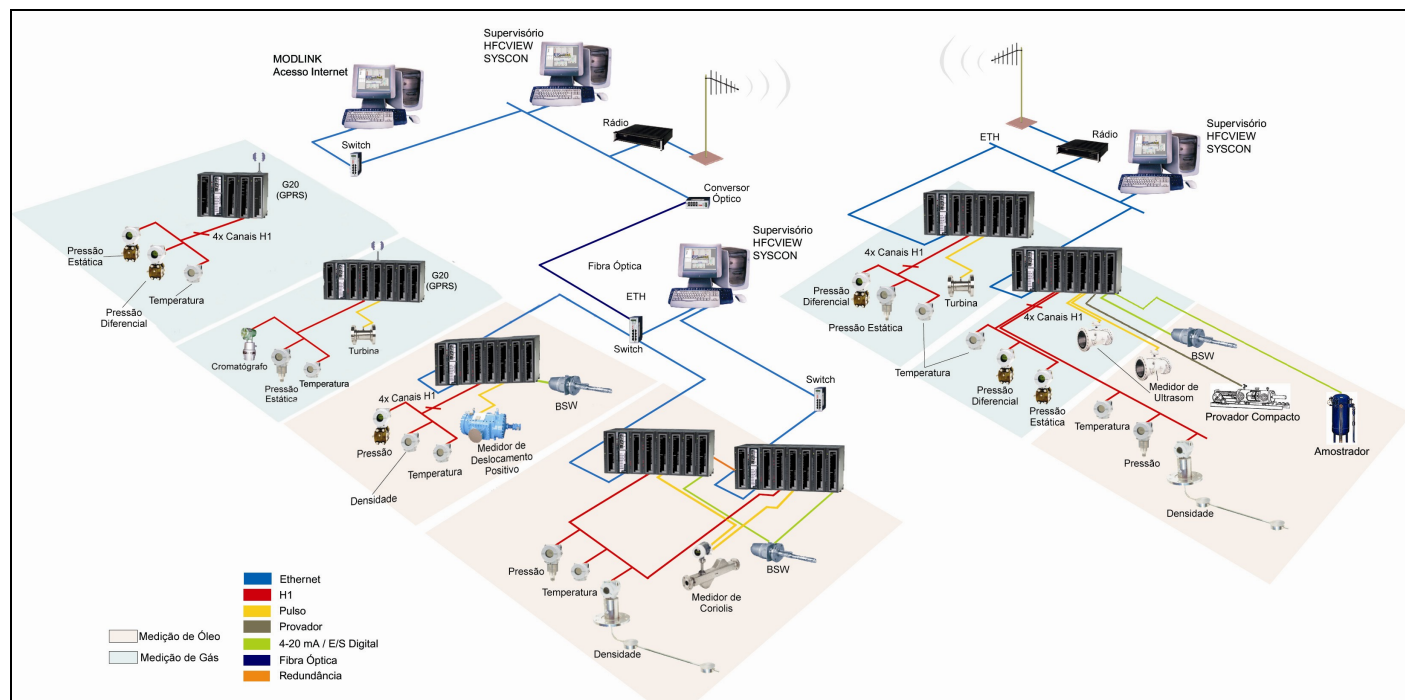 MODLINK
Acesso Internet
Supervisório
HFCVIEW
SYSCON
Rádio
Switch
Conversor
Óptico
G20
(GPRS)
4x Canais H1
Pressão
Estática
Temperatura
Pressão
Diferencial
G20
(GPRS)
Cromatógrafo
Pressão
Estática
Temperatura
Turbina
Fibra Óptica
Supervisório
HFCVIEW
SYSCON
ETH
Switch
4x Canais H1
Pressão
Densidade
Temperatura
Medidor de
Deslocamento
Positivo
BSW
Switch
Pressão
Temperatura
Densidade
Medidor de
Coriolis
BSW
ETH
Rádio
Supervisório
HFCVIEW
SYSCON
4x Canais H1
Pressão
Diferencial
Pressão Estática
Turbina
Temperatura
4x Canais H1
Pressão
Diferencial
Pressão
Estática
Medidor de
Ultrasom
BSW
Provador Compacto
Amostrador
Temperatura
Pressão
Densidade
Medição de Óleo
Medição de Gás
Ethernet
H1
Pulso
Provador
4-20 mA / E/S Digital
Fibra Óptica
Redundância